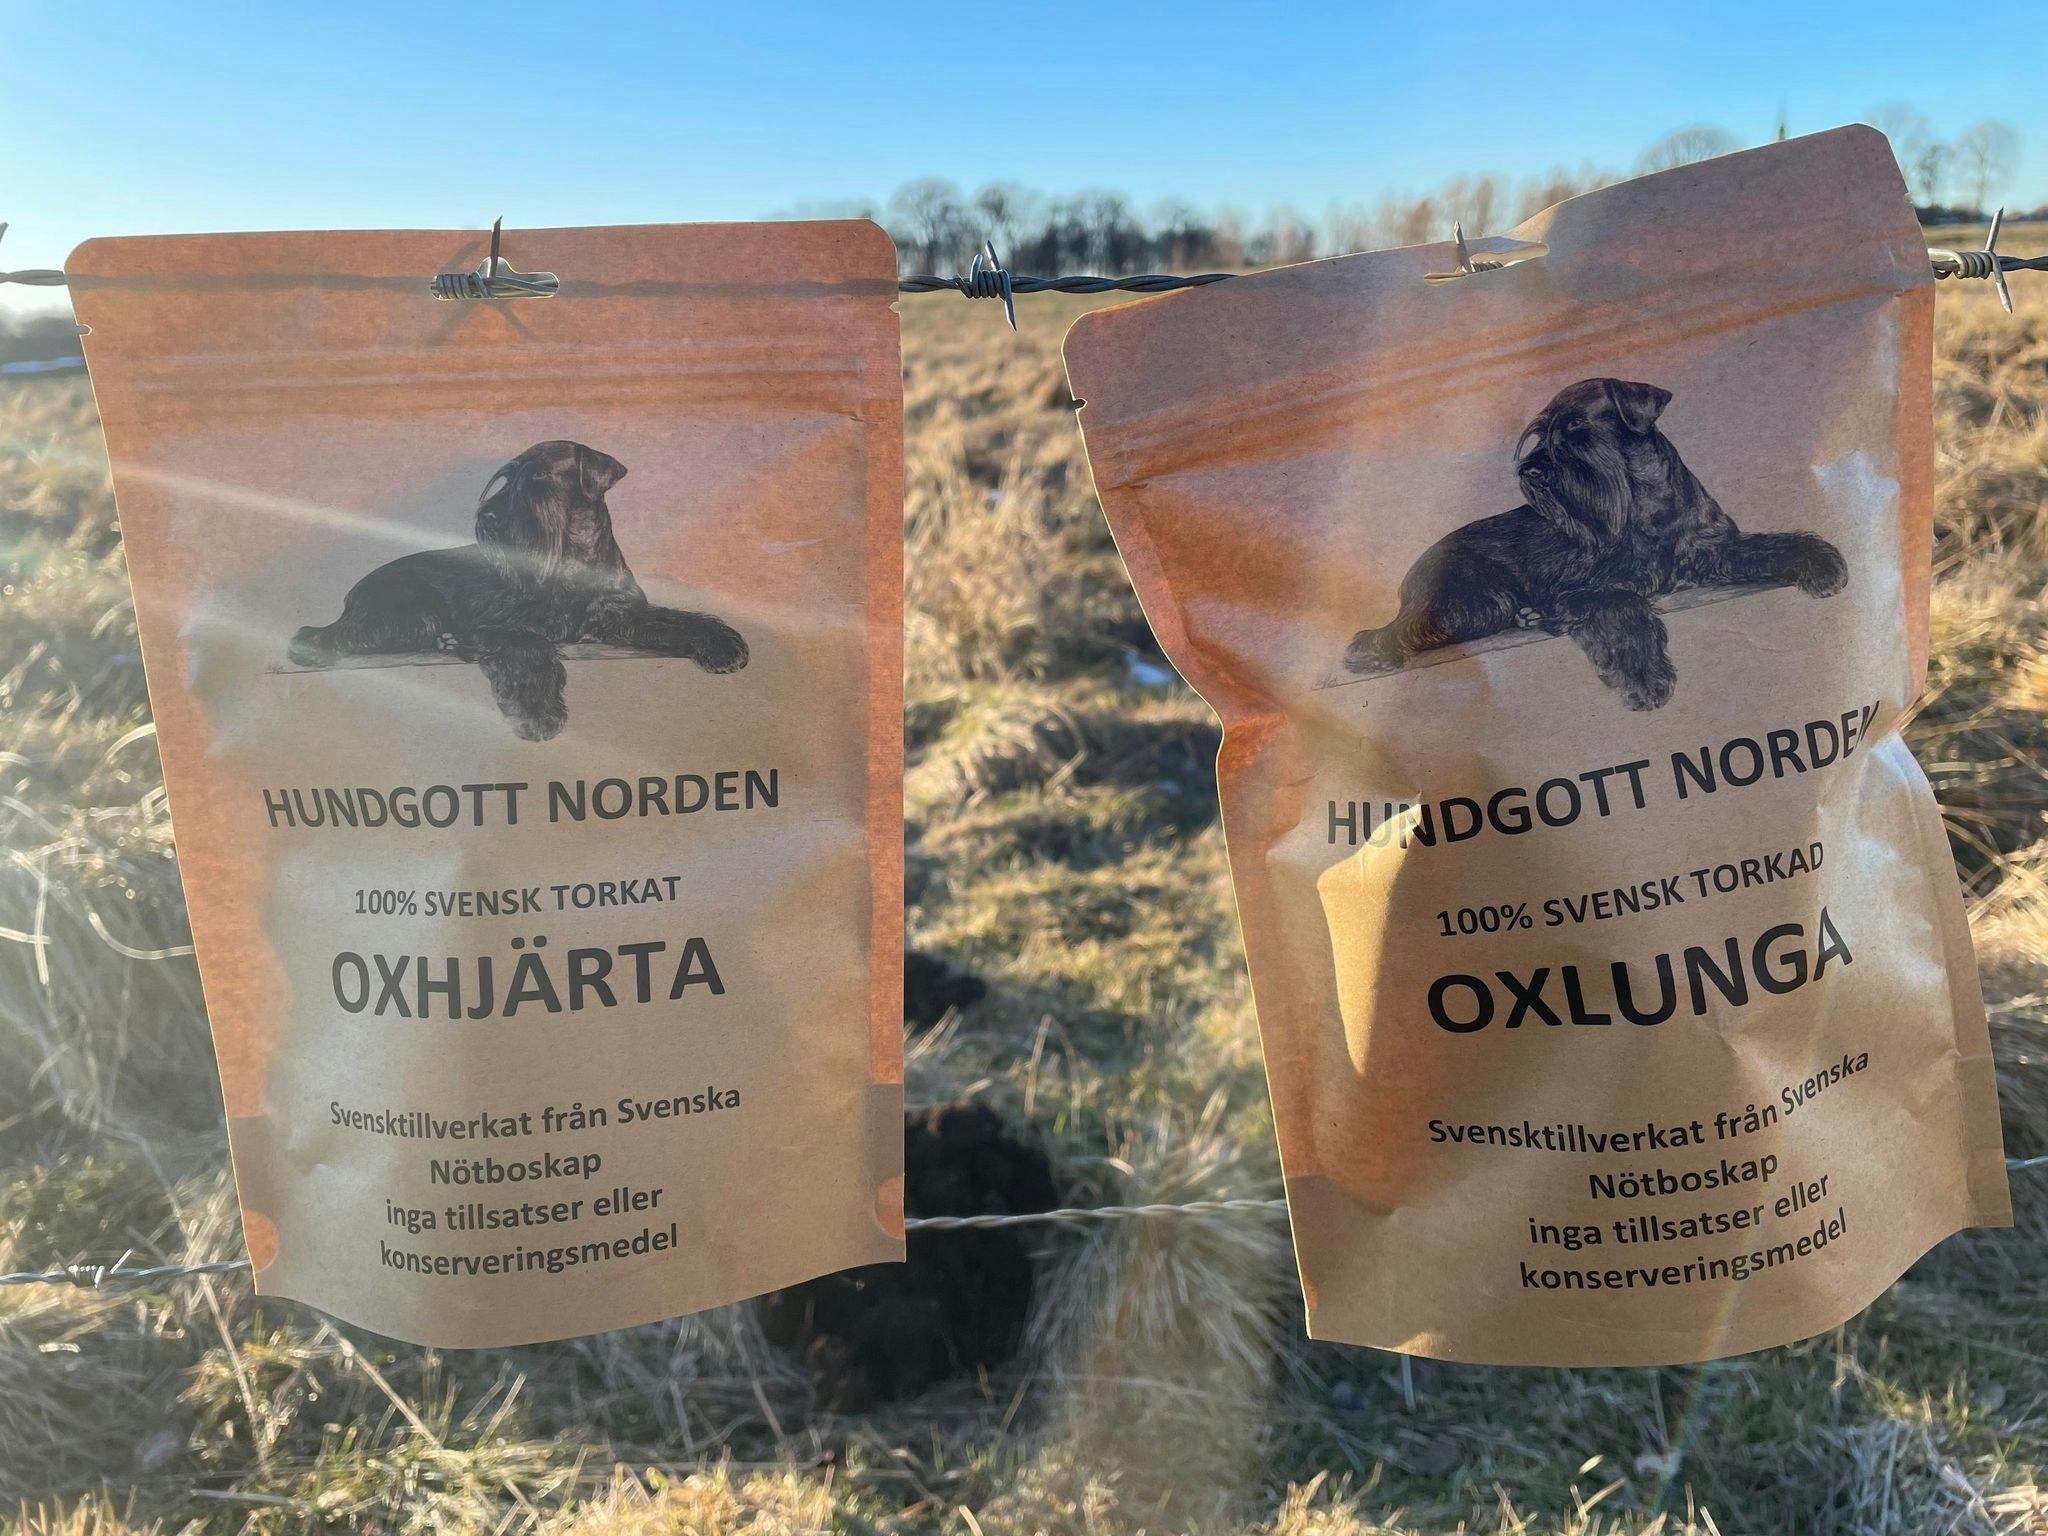 HUNDGOTT NORDEN
100% SVENSK TORKAT
OXHJÄRTA
Svensktillverkat från Svenska
Nötboskap
inga tillsatser eller
konserveringsmedel
HUNDGOTT NORDEN
100% SVENSK TORKAD
OXLUNGA
Svensktillverkat från Svenska
Nötboskap
inga tillsatser eller
konserveringsmedel